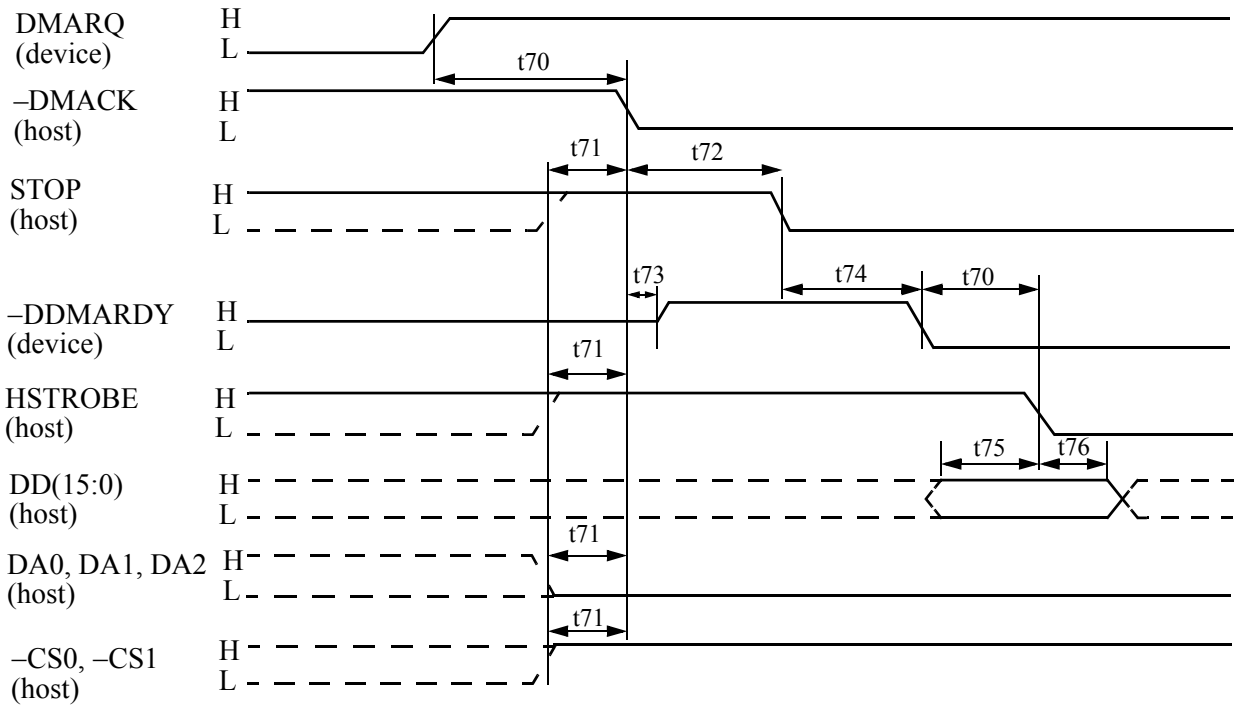 DMARQ H
(device) L
t70
–DMACK H
(host) L
t71 t72
STOP H
(host) L
t73 t74 t70
–DDMARDY H
(device) L
t71
HSTROBE H
(host) L
t75 t76
DD(15:0) H
(host) L
t71
DA0, DA1, DA2 H
(host) L
t71
–CS0, –CS1 H
(host) L